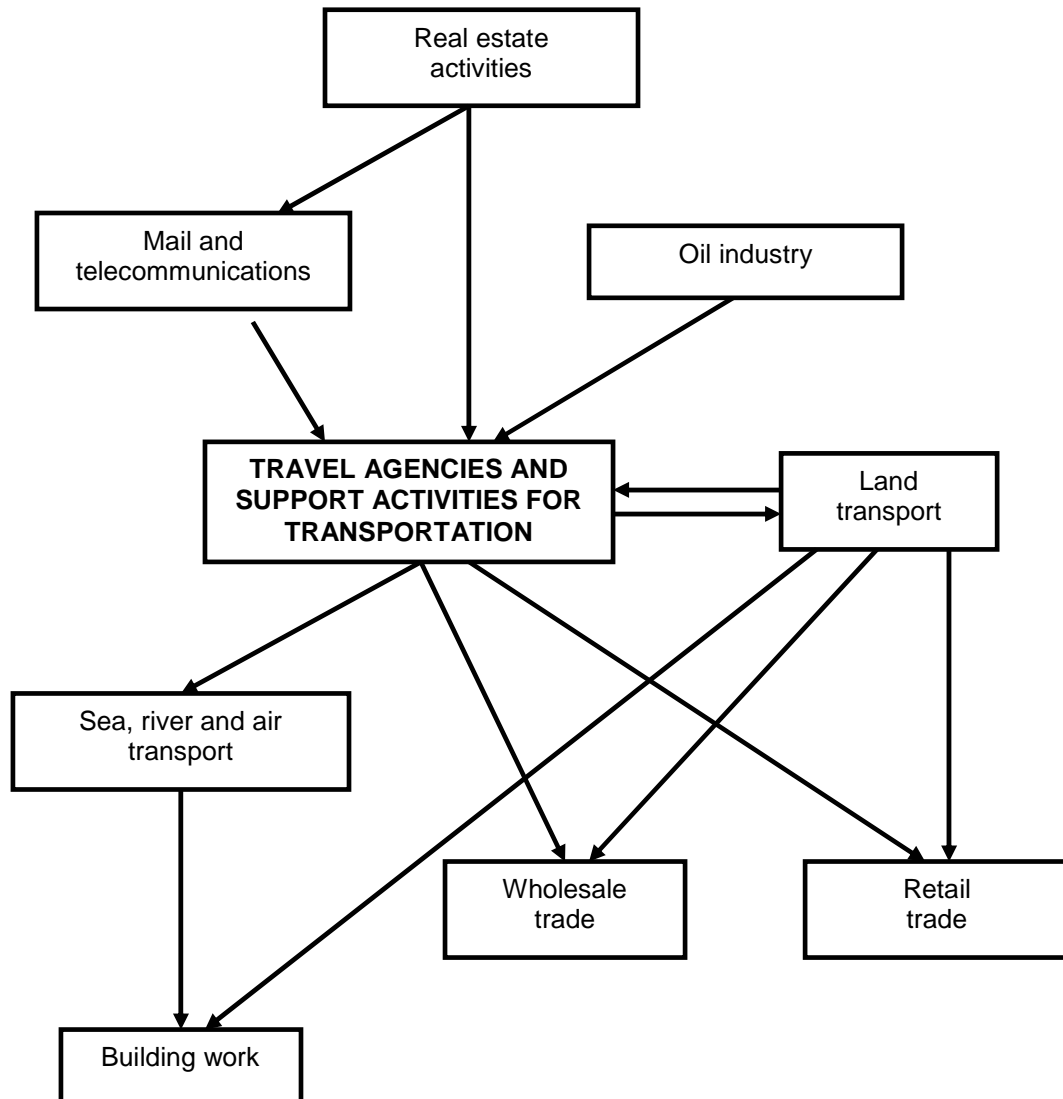 Real estate
activities
Mail and
telecommunications
Oil industry
TRAVEL AGENCIES AND
SUPPORT ACTIVITIES FOR
TRANSPORTATION
Land
transport
Sea, river and air
transport
Wholesale
trade
Retail
trade
Building work